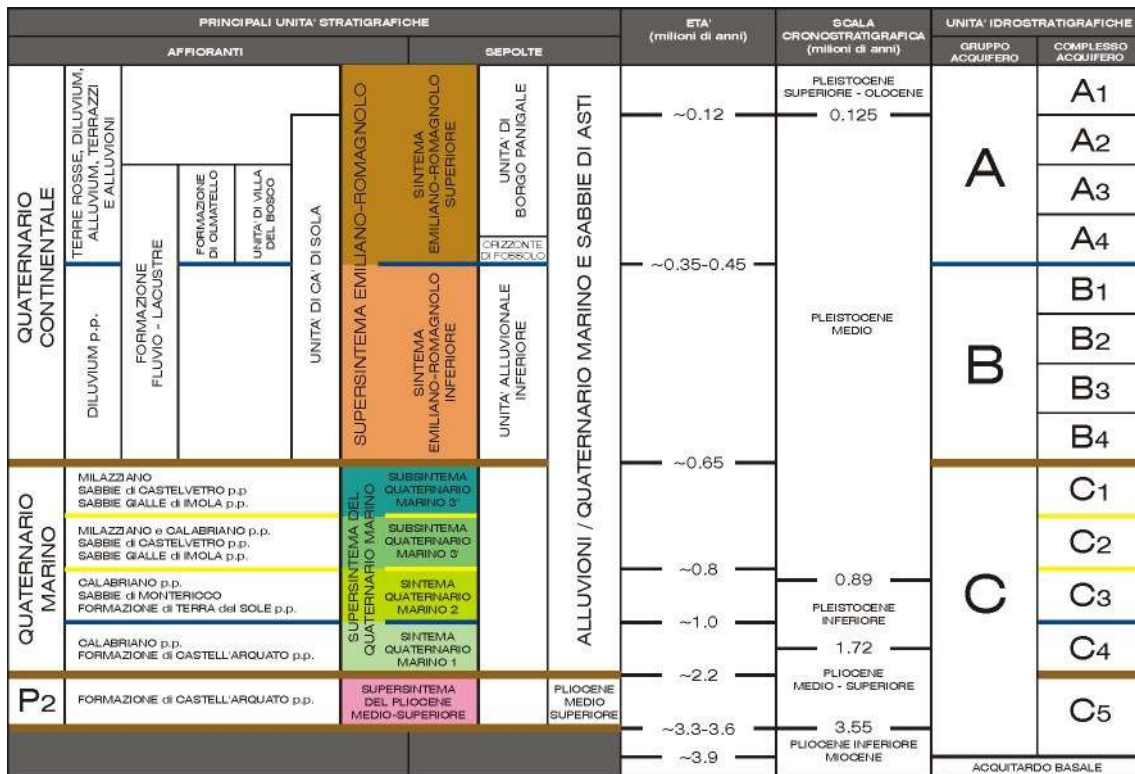 PRINCIPALI UNITA' STRATIGRAFICHE
AFFIORANTI
SEPOLTE
ETA'
(milioni di anni)
SCALA
CRONOSTRATIGRAFICA
(milioni di anni)
UNITA' IDROSTRATIGRAFICHE
GRUPPO
ACQUIFERO
COMPLESSO
ACQUIFERO
QUATERNARIO
CONTINENTALE
TERRE ROSSE, DILUVIUM,
ALLUVIUM, TERRAZZI
E ALLUVIONI
DILUVIUM p.p.
FORMAZIONE
FLUVIO - LACUSTRE
FORMAZIONE
DI OLMATELLO
UNITA' DI VILLA
DEL BOSCO
UNITA' DI CA' DI SOLA
SUPERSINTEMA EMILIANO-ROMAGNOLO
SINTEMA
EMILIANO-ROMAGNOLO
SUPERIORE
SINTEMA
EMILIANO-ROMAGNOLO
INFERIORE
UNITA' DI
BORGO PANIGALE
ORIZZONTE
DI FOSSOLO
UNITA' ALLUVIONALE
INFERIORE
ALLUVIONI / QUATERNARIO MARINO E SABBIE DI ASTI
QUATERNARIO
MARINO
MILAZZIANO
SABBIE di CASTELVETRO p.p
SABBIE GIALLE di IMOLA p.p.
MILAZZIANO e CALABRIANO p.p.
SABBIE di CASTELVETRO p.p.
SABBIE GIALLE di IMOLA p.p.
CALABRIANO p.p.
SABBIE di MONTERICCO
FORMAZIONE di TERRA del SOLE p.p.
CALABRIANO p.p.
FORMAZIONE di CASTELL'ARQUATO p.p.
SUPERSINTEMA DEL
QUATERNARIO MARINO
SUBSINTEMA
QUATERNARIO
MARINO 3'
SUBSINTEMA
QUATERNARIO
MARINO 3'
SINTEMA
QUATERNARIO
MARINO 2
SINTEMA
QUATERNARIO
MARINO 1
P2
FORMAZIONE di CASTELL'ARQUATO p.p.
SUPERSINTEMA
DEL PLIOCENE
MEDIO-SUPERIORE
PLIOCENE
MEDIO
SUPERIORE
~0.12
~0.35-0.45
~0.65
~0.8
~1.0
~2.2
~3.3-3.6
~3.9
PLEISTOCENE
SUPERIORE - OLOCENE
0.125
PLEISTOCENE
MEDIO
0.89
PLEISTOCENE
INFERIORE
1.72
PLIOCENE
MEDIO - SUPERIORE
3.55
PLIOCENE INFERIORE
MIOCENE
A
B
C
A1
A2
A3
A4
B1
B2
B3
B4
C1
C2
C3
C4
C5
ACQUITARDO BASALE